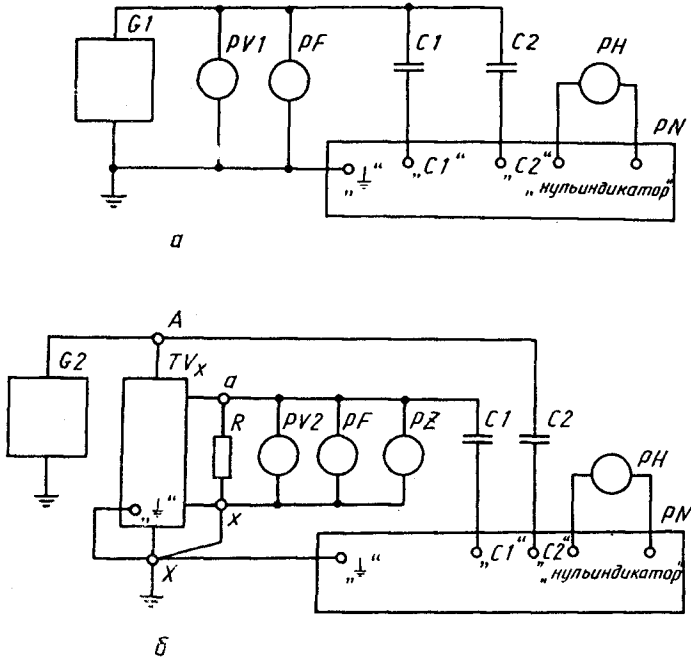 G1
PV1
PF
C1
C2
PH
PN
„⏊“
„C1“
„C2“
„нульиндикатор“
а
A
G2
TVx
a
R
PV2
PF
PZ
C1
C2
PH
PN
„⏊“
x
X
„⏊“
„C1“
„C2“
„нульиндикатор“
б